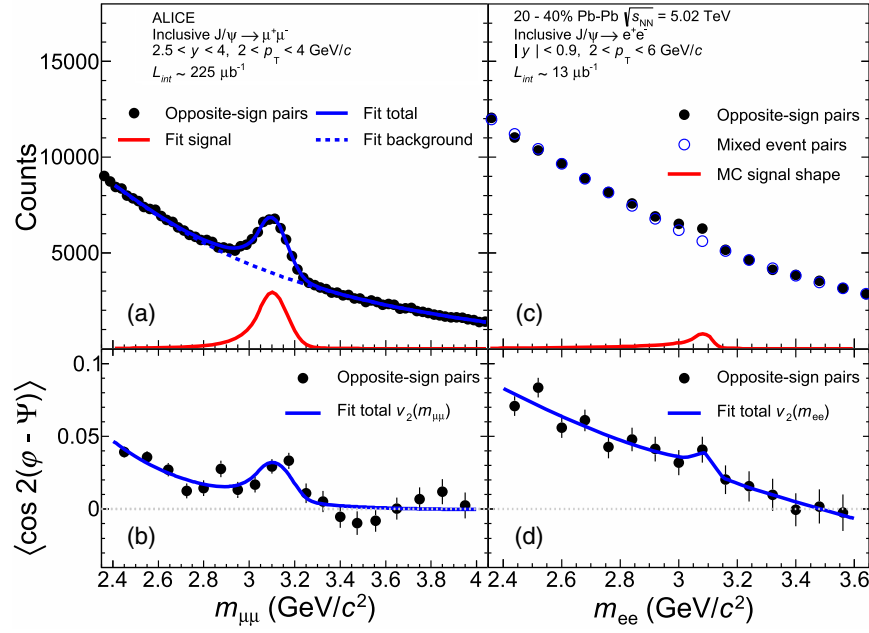 ALICE
Inclusive J/ψ → μ⁺μ⁻
2.5 < y < 4, 2 < p_T < 4 GeV/c
L_int ~ 225 μb⁻¹
Opposite-sign pairs
Fit total
Fit signal
Fit background
15000
10000
5000
Counts
(a)
20 - 40% Pb-Pb √s_NN = 5.02 TeV
Inclusive J/ψ → e⁺e⁻
| y | < 0.9, 2 < p_T < 6 GeV/c
L_int ~ 13 μb⁻¹
Opposite-sign pairs
Mixed event pairs
MC signal shape
(c)
0.1
0.05
0
⟨cos 2(φ - Ψ)⟩
Opposite-sign pairs
Fit total v₂(m_μμ)
(b)
2.4 2.6 2.8 3 3.2 3.4 3.6 3.8 4
m_μμ (GeV/c²)
Opposite-sign pairs
Fit total v₂(m_ee)
(d)
2.4 2.6 2.8 3 3.2 3.4 3.6
m_ee (GeV/c²)